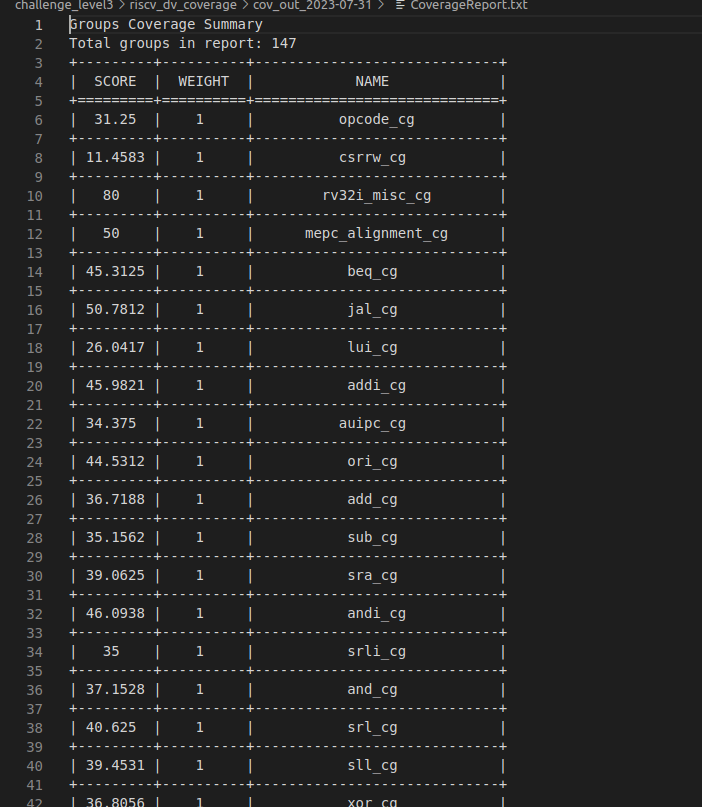 challenge_level3 > riscv_dv_coverage > cov_out_2023-07-31 > CoverageReport.txt
1 Groups Coverage Summary
2 Total groups in report: 147
3 +---------+----------+-----------------------------+
4 | SCORE | WEIGHT | NAME |
5 +=========+==========+=============================+
6 | 31.25 | 1 | opcode_cg |
7 +---------+----------+-----------------------------+
8 | 11.4583 | 1 | csrrw_cg |
9 +---------+----------+-----------------------------+
10 | 80 | 1 | rv32i_misc_cg |
11 +---------+----------+-----------------------------+
12 | 50 | 1 | mepc_alignment_cg |
13 +---------+----------+-----------------------------+
14 | 45.3125 | 1 | beq_cg |
15 +---------+----------+-----------------------------+
16 | 50.7812 | 1 | jal_cg |
17 +---------+----------+-----------------------------+
18 | 26.0417 | 1 | lui_cg |
19 +---------+----------+-----------------------------+
20 | 45.9821 | 1 | addi_cg |
21 +---------+----------+-----------------------------+
22 | 34.375 | 1 | auipc_cg |
23 +---------+----------+-----------------------------+
24 | 44.5312 | 1 | ori_cg |
25 +---------+----------+-----------------------------+
26 | 36.7188 | 1 | add_cg |
27 +---------+----------+-----------------------------+
28 | 35.1562 | 1 | sub_cg |
29 +---------+----------+-----------------------------+
30 | 39.0625 | 1 | sra_cg |
31 +---------+----------+-----------------------------+
32 | 46.0938 | 1 | andi_cg |
33 +---------+----------+-----------------------------+
34 | 35 | 1 | srli_cg |
35 +---------+----------+-----------------------------+
36 | 37.1528 | 1 | and_cg |
37 +---------+----------+-----------------------------+
38 | 40.625 | 1 | srl_cg |
39 +---------+----------+-----------------------------+
40 | 39.4531 | 1 | sll_cg |
41 +---------+----------+-----------------------------+
42 | 36.8056 | 1 | xor_cg |